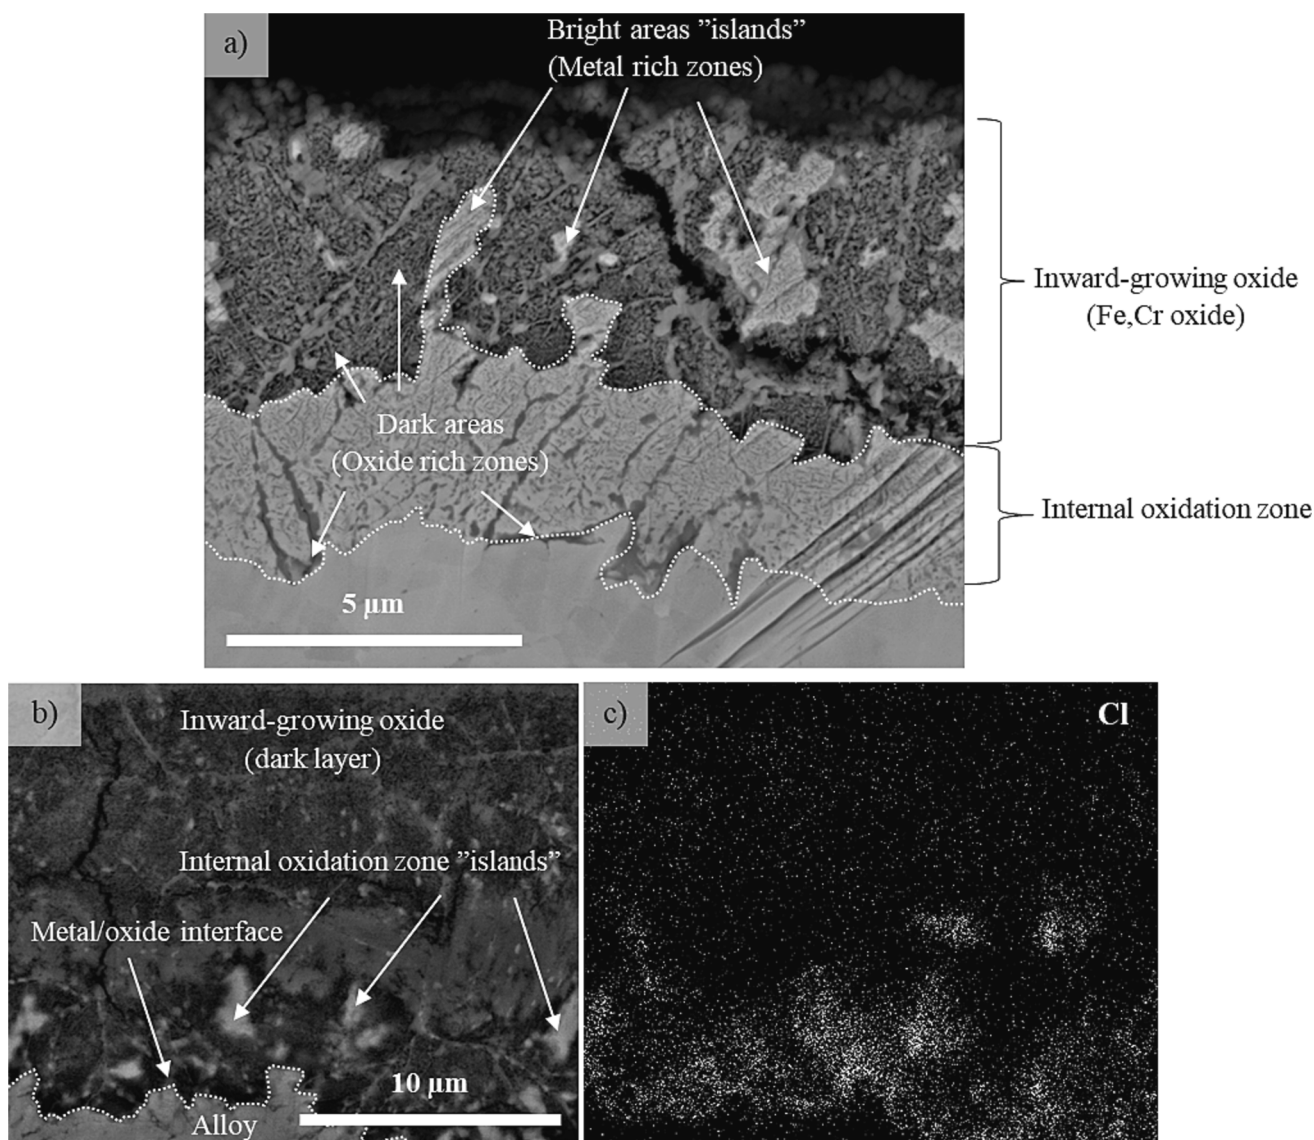 a)
Bright areas ”islands”
(Metal rich zones)
Inward-growing oxide
(Fe,Cr oxide)
Dark areas
(Oxide rich zones)
Internal oxidation zone
5 µm
b)
Inward-growing oxide
(dark layer)
Internal oxidation zone ”islands”
Metal/oxide interface
10 µm
Alloy
c)
Cl